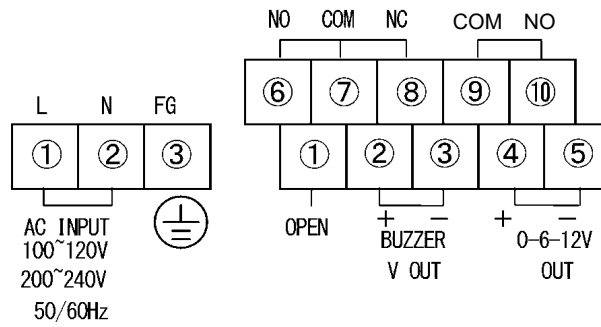 NO COM NC COM NO
⑥ ⑦ ⑧ ⑨ ⑩
L N FG
① ② ③
① ② ③ ④ ⑤
AC INPUT
100~120V
200~240V
50/60Hz
OPEN
+ −
BUZZER
V OUT
+ −
0-6-12V
OUT